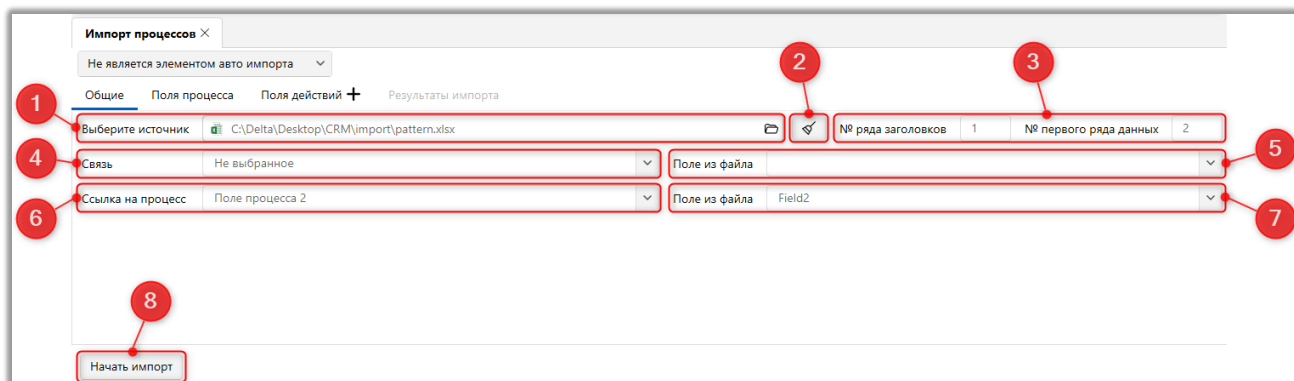 Импорт процессов
Не является элементом авто импорта
2
3
Общие Поля процесса Поля действий Результаты импорта
1
Выберите источник C:\Delta\Desktop\CRM\import\pattern.xlsx № ряда заголовков 1 № первого ряда данных 2
4
Связь Не выбранное Поле из файла
5
Ссылка на процесс Поле процесса 2 Поле из файла Field2
6
7
8
Начать импорт